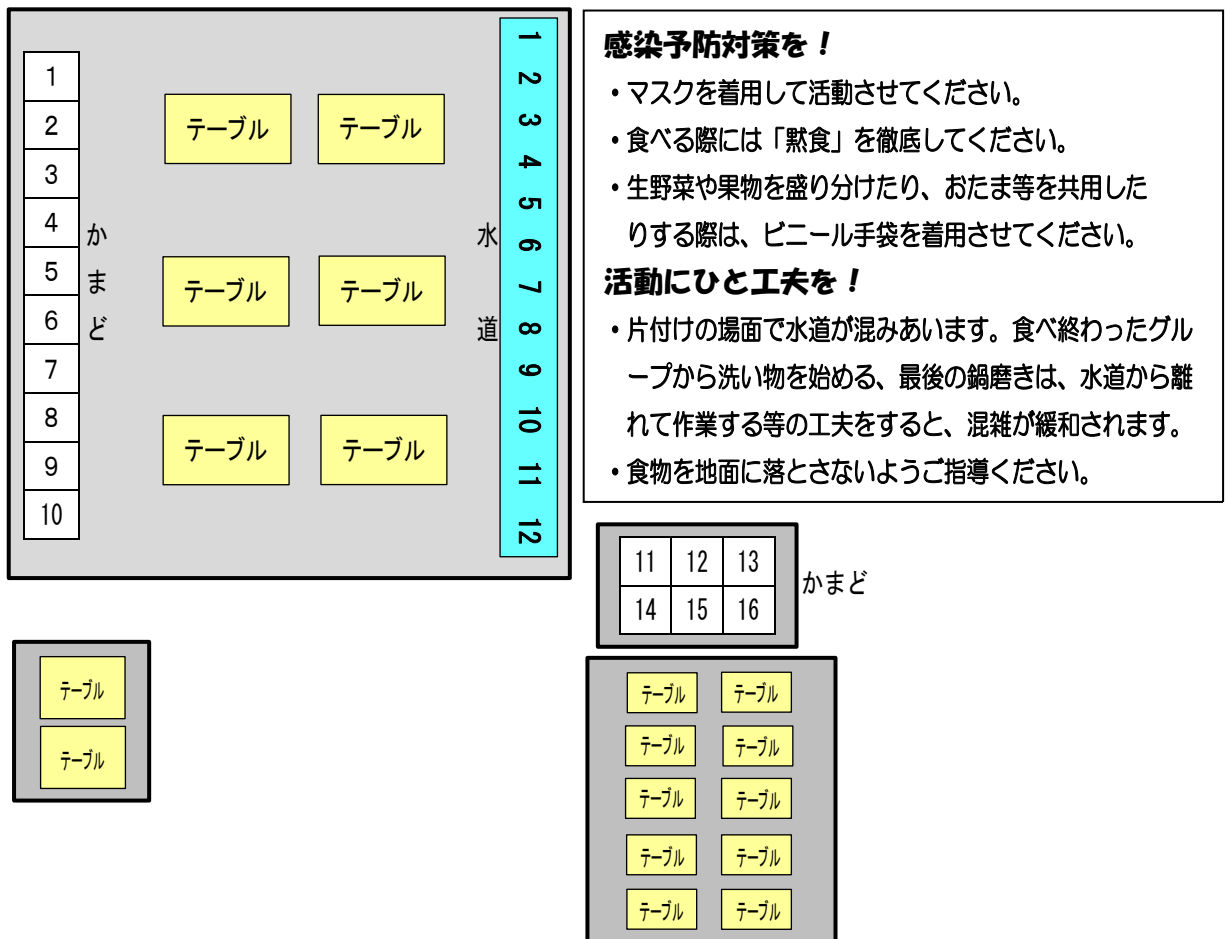 1
2
3
4
5
6
7
8
9
10
かまど
テーブル テーブル
テーブル テーブル
テーブル テーブル
水道
1
2
3
4
5
6
7
8
9
10
11
12
感染予防対策を！
・マスクを着用して活動させてください。
・食べる際には「黙食」を徹底してください。
・生野菜や果物を盛り分けたり、おたま等を共用した
りする際は、ビニール手袋を着用させてください。
活動にひと工夫を！
・片付けの場面で水道が混みあいます。食べ終わったグル
ープから洗い物を始める、最後の鍋磨きは、水道から離
れて作業する等の工夫をすると、混雑が緩和されます。
・食物を地面に落とさないようご指導ください。
11 12 13
14 15 16
かまど
テーブル
テーブル
テーブル テーブル
テーブル テーブル
テーブル テーブル
テーブル テーブル
テーブル テーブル